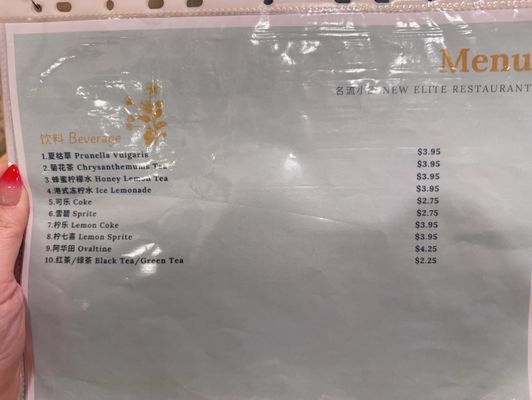 Menu
名流小 NEW ELITE RESTAURANT
饮料 Beverage
1.夏枯草 Prunella Vulgaris $3.95
2.菊花茶 Chrysanthemums Tea $3.95
3.蜂蜜柠檬水 Honey Lemon Tea $3.95
4.港式冻柠水 Ice Lemonade $3.95
5.可乐 Coke $2.75
6.雪碧 Sprite $2.75
7.柠乐 Lemon Coke $3.95
8.柠七喜 Lemon Sprite $3.95
9.阿华田 Ovaltine $4.25
10.红茶/绿茶 Black Tea/Green Tea $2.25